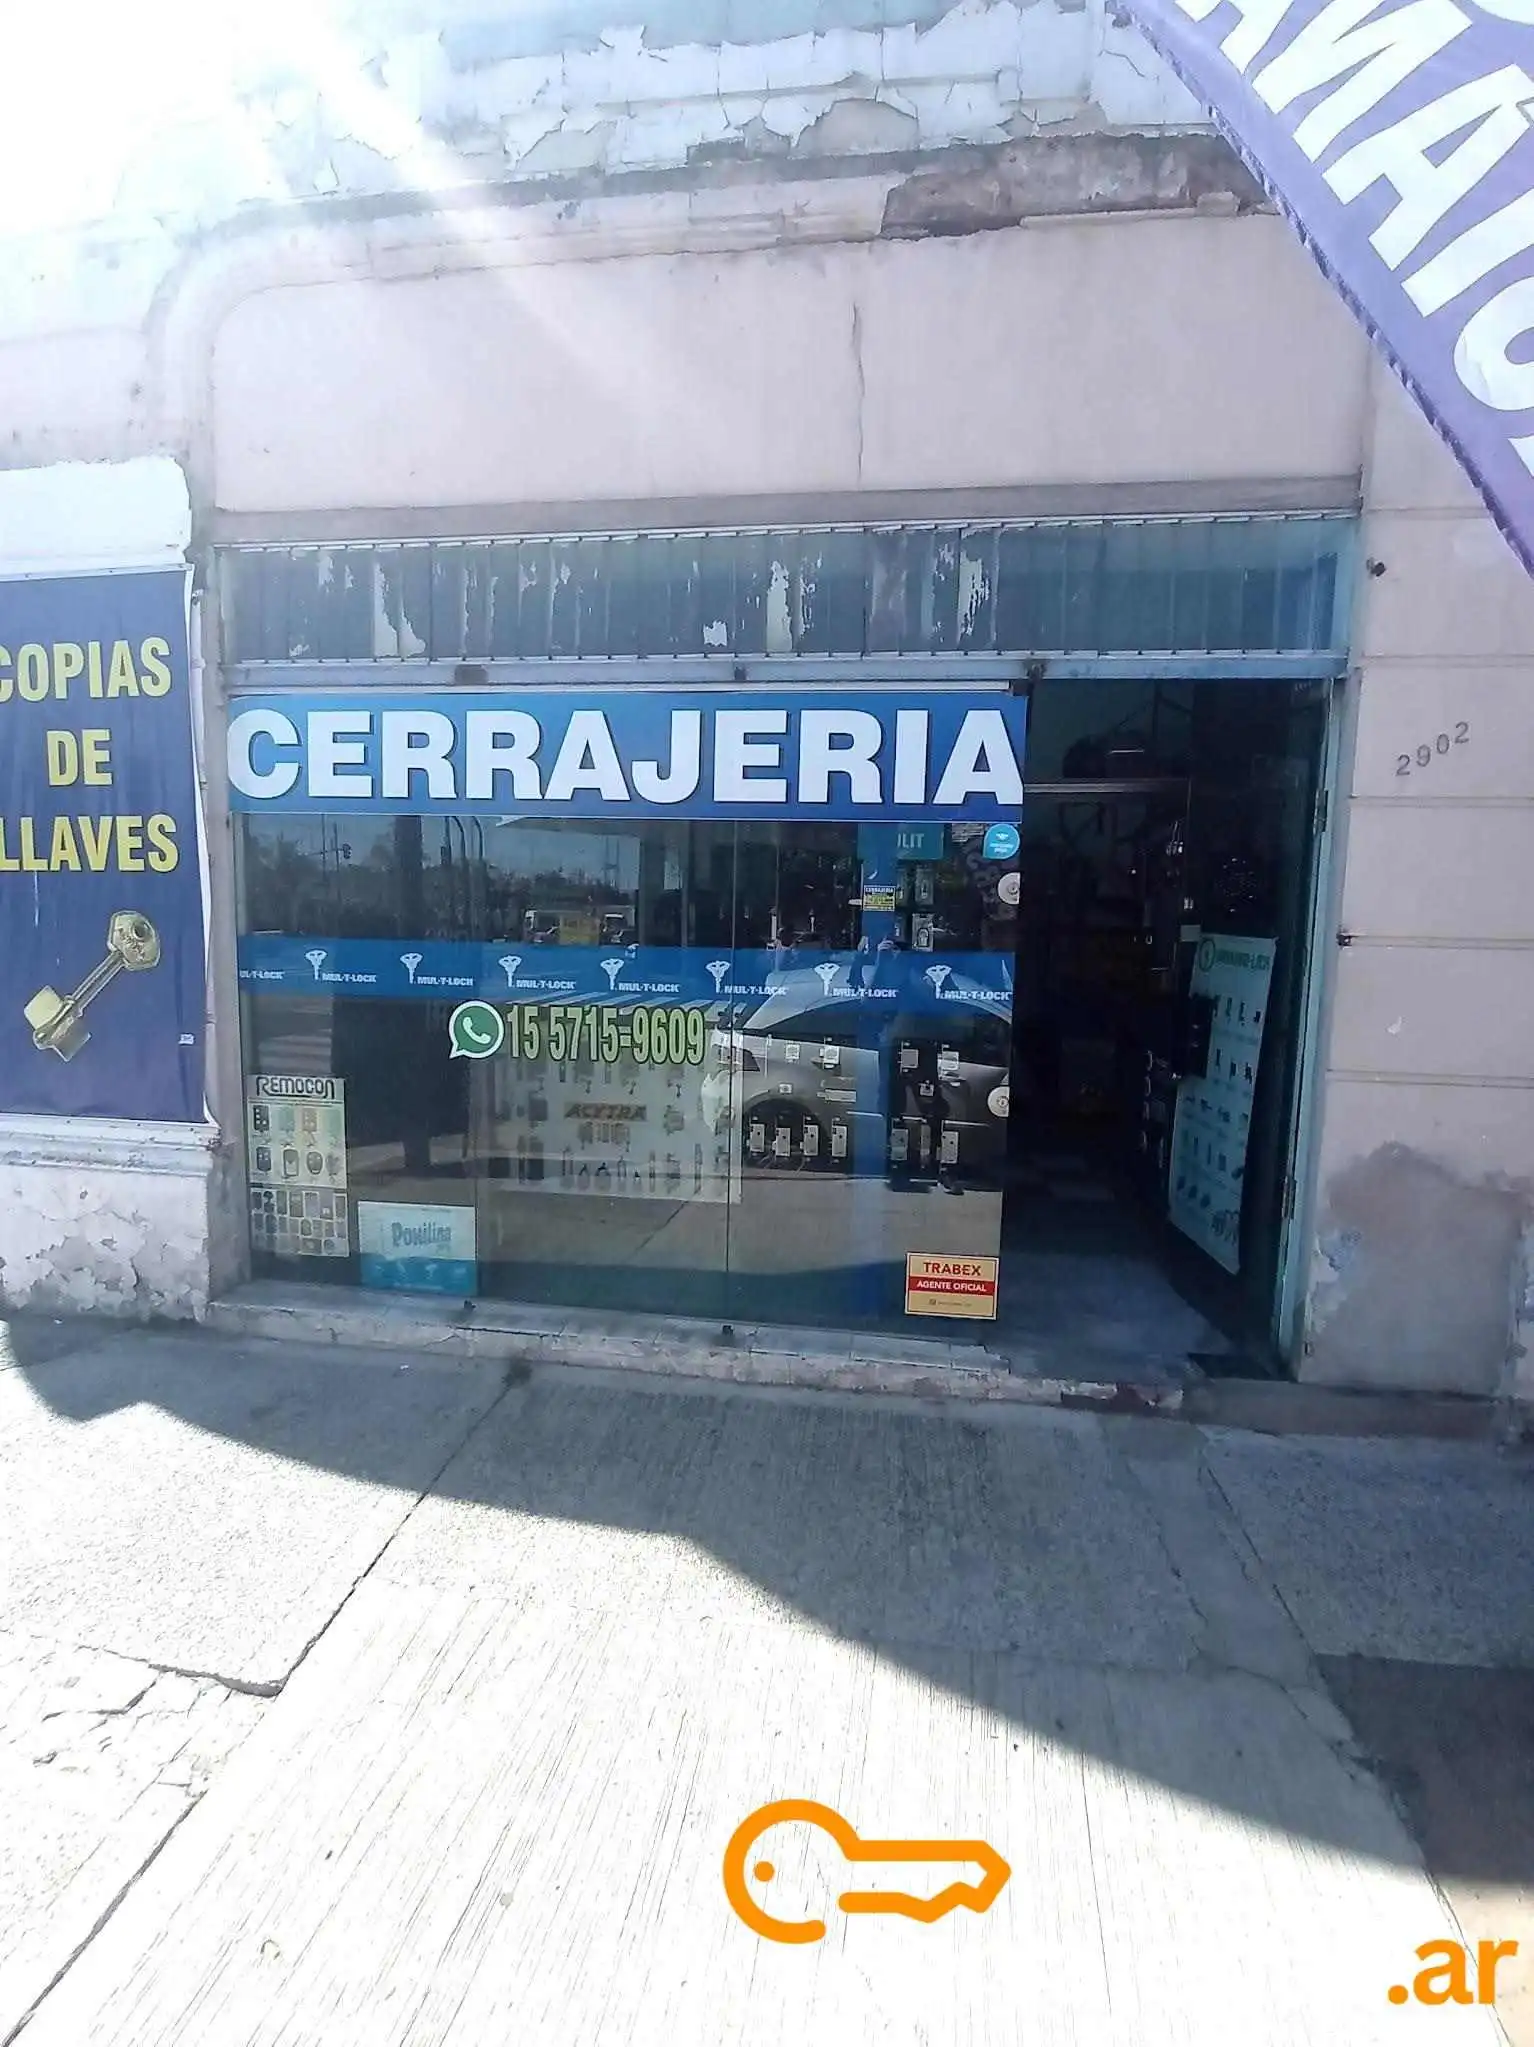 COPIAS
DE
LLAVES
CERRAJERIA
2902
MUL-T-LOCK MUL-T-LOCK MUL-T-LOCK MUL-T-LOCK MUL-T-LOCK MUL-T-LOCK MUL-T-LOCK
15 5715-9609
REMOCON
ACYTRA
TRABEX
AGENTE OFICIAL
.ar